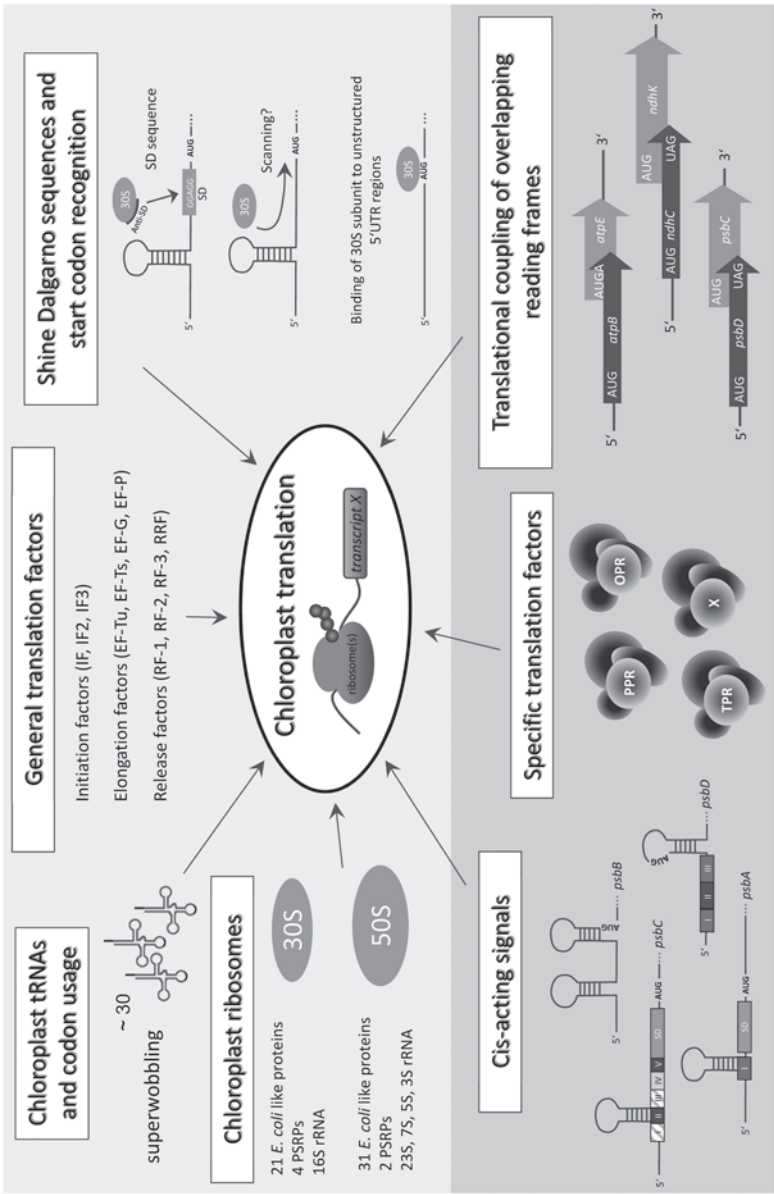 Chloroplast tRNAs
and codon usage
~ 30
superwobbling
General translation factors
Initiation factors (IF, IF2, IF3)
Elongation factors (EF-Tu, EF-Ts, EF-G, EF-P)
Release factors (RF-1, RF-2, RF-3, RRF)
Shine Dalgarno sequences and
start codon recognition
30S
Anti-SD
SD sequence
5‘
GGAGG
AUG
...
SD
30S
Scanning?
5‘
AUG
...
Binding of 30S subunit to unstructured
5‘UTR regions
30S
5‘
AUG
...
Chloroplast ribosomes
21 E. coli like proteins
4 PSRPs
16S rRNA
30S
31 E. coli like proteins
2 PSRPs
23S, 7S, 5S, 3S rRNA
50S
Chloroplast translation
ribosome(s)
transcript X
Cis-acting signals
5‘
AUG
... psbB
5‘
II
IV
V
SD
AUG
... psbC
5‘
I
II
III
AUG
... psbD
5‘
I
SD
AUG
... psbA
Specific translation factors
PPR
OPR
TPR
X
Translational coupling of overlapping
reading frames
5‘
AUG
atpB
AUGA
atpE
3‘
5‘
AUG
ndhC
UAG
AUG
ndhK
3‘
5‘
AUG
psbD
UAG
AUG
psbC
3‘